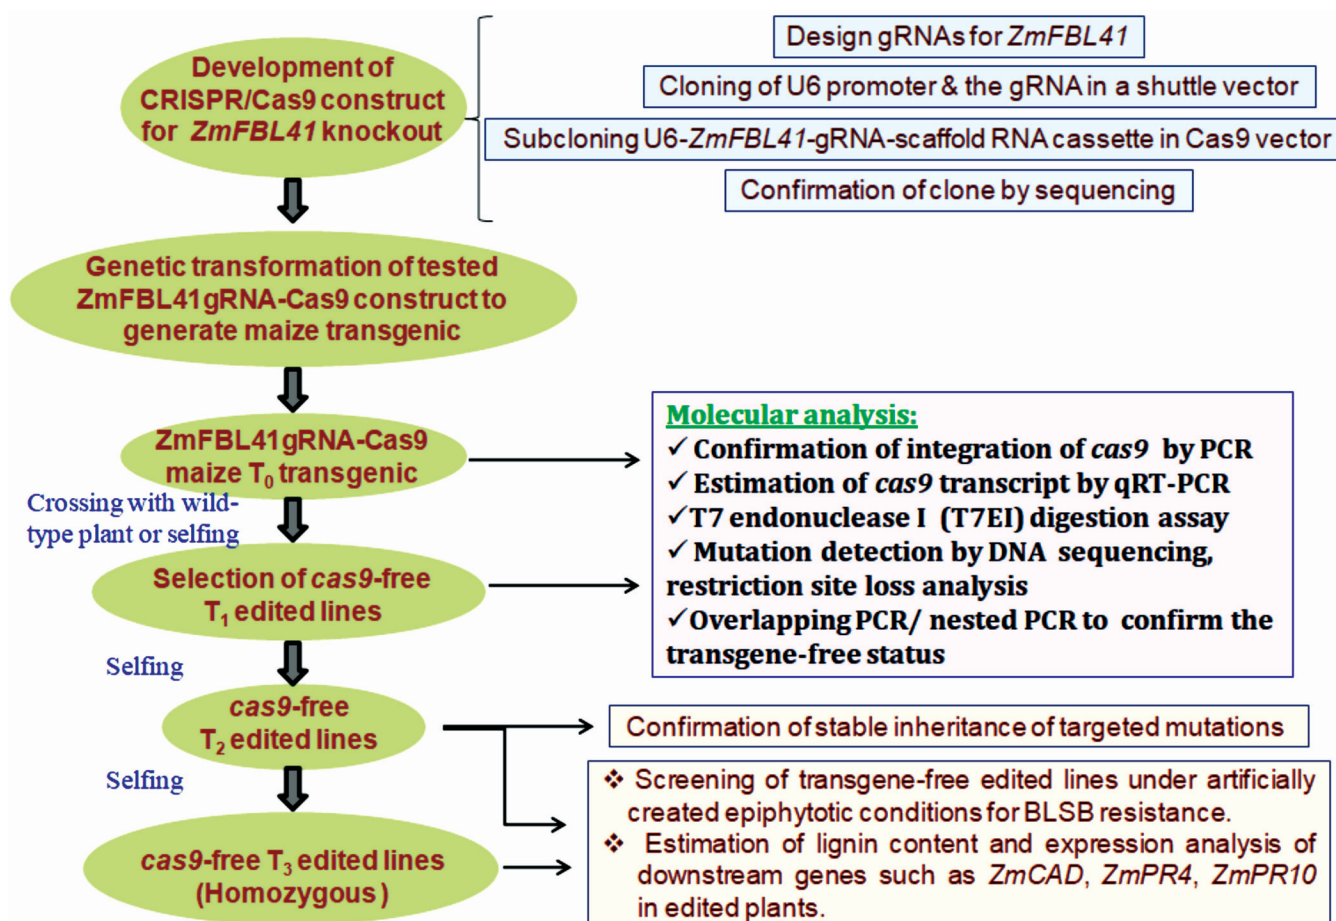 Development of
CRISPR/Cas9 construct
for ZmFBL41 knockout
Design gRNAs for ZmFBL41
Cloning of U6 promoter & the gRNA in a shuttle vector
Subcloning U6-ZmFBL41-gRNA-scaffold RNA cassette in Cas9 vector
Confirmation of clone by sequencing
Genetic transformation of tested
ZmFBL41gRNA-Cas9 construct to
generate maize transgenic
ZmFBL41gRNA-Cas9
maize T0 transgenic
Molecular analysis:
✓ Confirmation of integration of cas9 by PCR
✓ Estimation of cas9 transcript by qRT-PCR
✓ T7 endonuclease I (T7EI) digestion assay
✓ Mutation detection by DNA sequencing,
restriction site loss analysis
✓ Overlapping PCR/ nested PCR to confirm the
transgene-free status
Crossing with wild-
type plant or selfing
Selection of cas9-free
T1 edited lines
Selfing
cas9-free
T2 edited lines
Confirmation of stable inheritance of targeted mutations
Selfing
cas9-free T3 edited lines
(Homozygous)
❖ Screening of transgene-free edited lines under artificially
created epiphytotic conditions for BLSB resistance.
❖ Estimation of lignin content and expression analysis of
downstream genes such as ZmCAD, ZmPR4, ZmPR10
in edited plants.